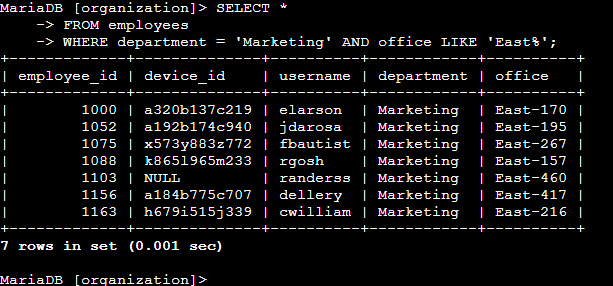 MariaDB [organization]> SELECT *
    -> FROM employees
    -> WHERE department = 'Marketing' AND office LIKE 'East%';
+-------------+--------------+----------+------------+----------+
| employee_id | device_id    | username | department | office   |
+-------------+--------------+----------+------------+----------+
|        1000 | a320b137c219 | elarson  | Marketing  | East-170 |
|        1052 | a192b174c940 | jdarosa  | Marketing  | East-195 |
|        1075 | x573y883z772 | fbautist | Marketing  | East-267 |
|        1088 | k865l965m233 | rgosh    | Marketing  | East-157 |
|        1103 | NULL         | randerss | Marketing  | East-460 |
|        1156 | a184b775c707 | dellery  | Marketing  | East-417 |
|        1163 | h679i515j339 | cwilliam | Marketing  | East-216 |
+-------------+--------------+----------+------------+----------+
7 rows in set (0.001 sec)
MariaDB [organization]>